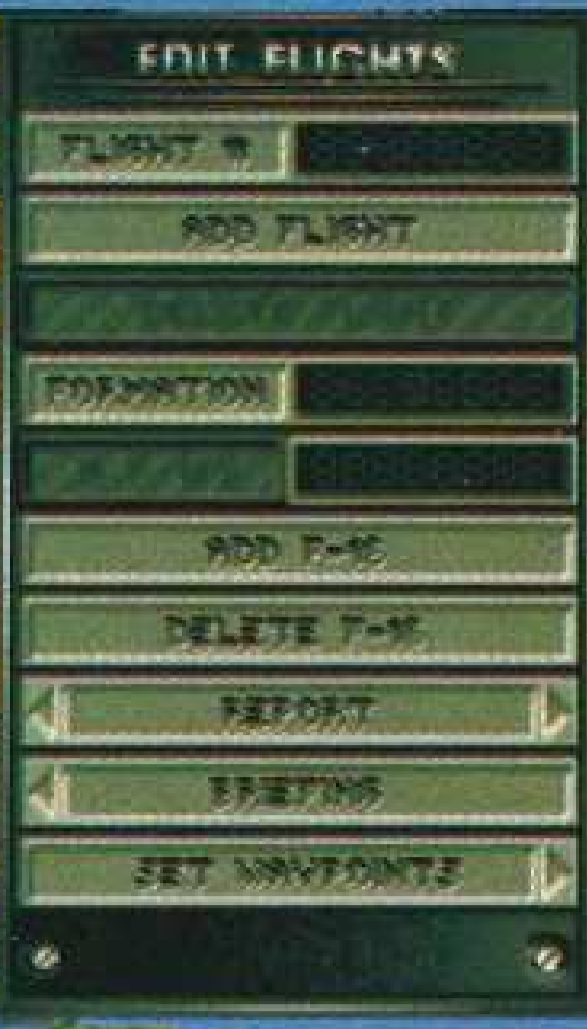 EDIT FLIGHTS
FLIGHT #
ADD FLIGHT
FORMATION
ADD F-16
DELETE F-16
REPORT
BRIEFING
SET WAYPOINTS